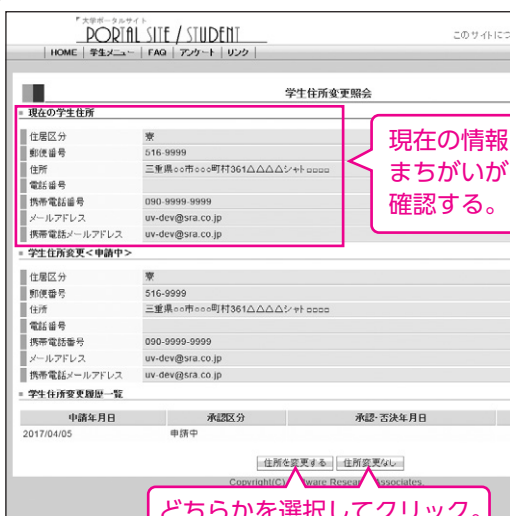 大学ポータルサイト
PORTAL SITE / STUDENT
このサイトにつ
HOME | 学生メニュー | FAQ | アンケート | リンク |
学生住所変更照会
現在の学生住所
住居区分 寮
郵便番号 516-9999
住所 三重県○○市○○○町村361△△△△シャト□□□□
電話番号
携帯電話番号 090-9999-9999
メールアドレス uv-dev@sra.co.jp
携帯電話メールアドレス uv-dev@sra.co.jp
現在の情報
まちがいが
確認する。
学生住所変更<申請中>
住居区分 寮
郵便番号 516-9999
住所 三重県○○市○○○町村361△△△△シャト□□□□
電話番号
携帯電話番号 090-9999-9999
メールアドレス uv-dev@sra.co.jp
携帯電話メールアドレス uv-dev@sra.co.jp
学生住所変更履歴一覧
申請年月日 承認区分 承認・否決年月日
2017/04/05 申請中
住所を変更する 住所変更なし
Copyright(C) ware Resear Associates.
どちらかを選択してクリック。